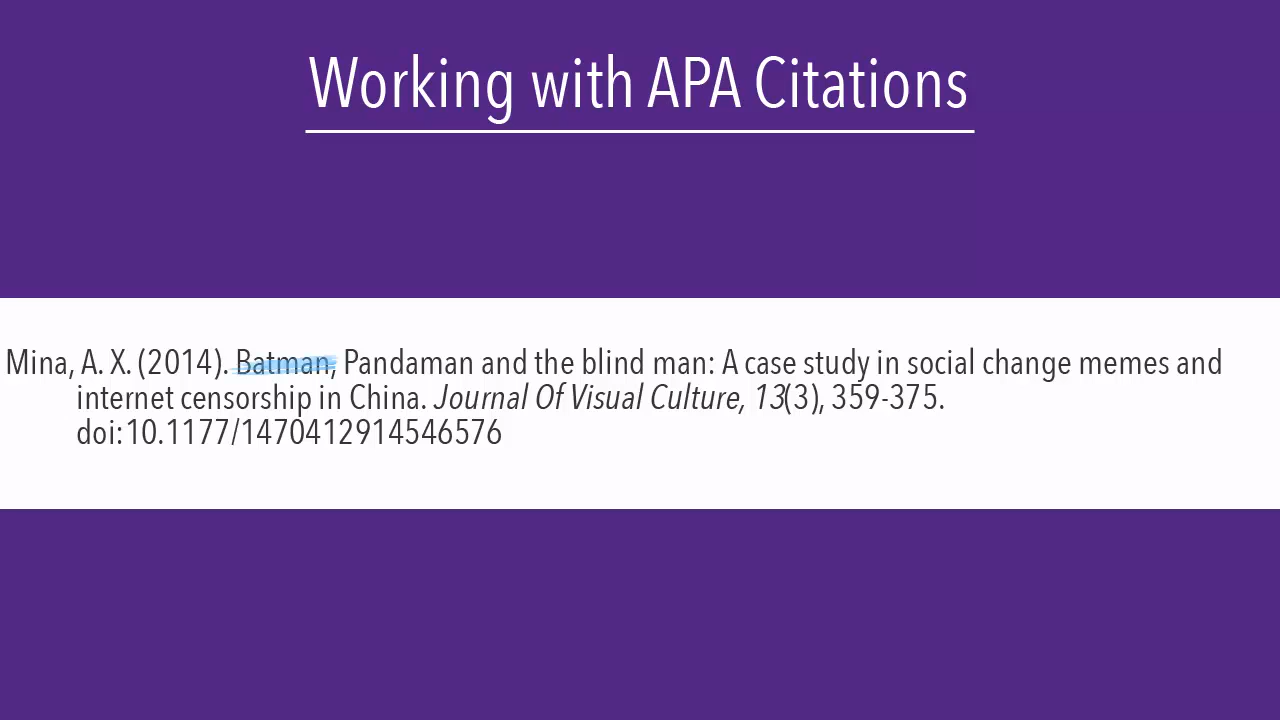 Working with APA Citations
Mina, A. X. (2014). Batman, Pandaman and the blind man: A case study in social change memes and
internet censorship in China. Journal Of Visual Culture, 13(3), 359-375.
doi:10.1177/1470412914546576